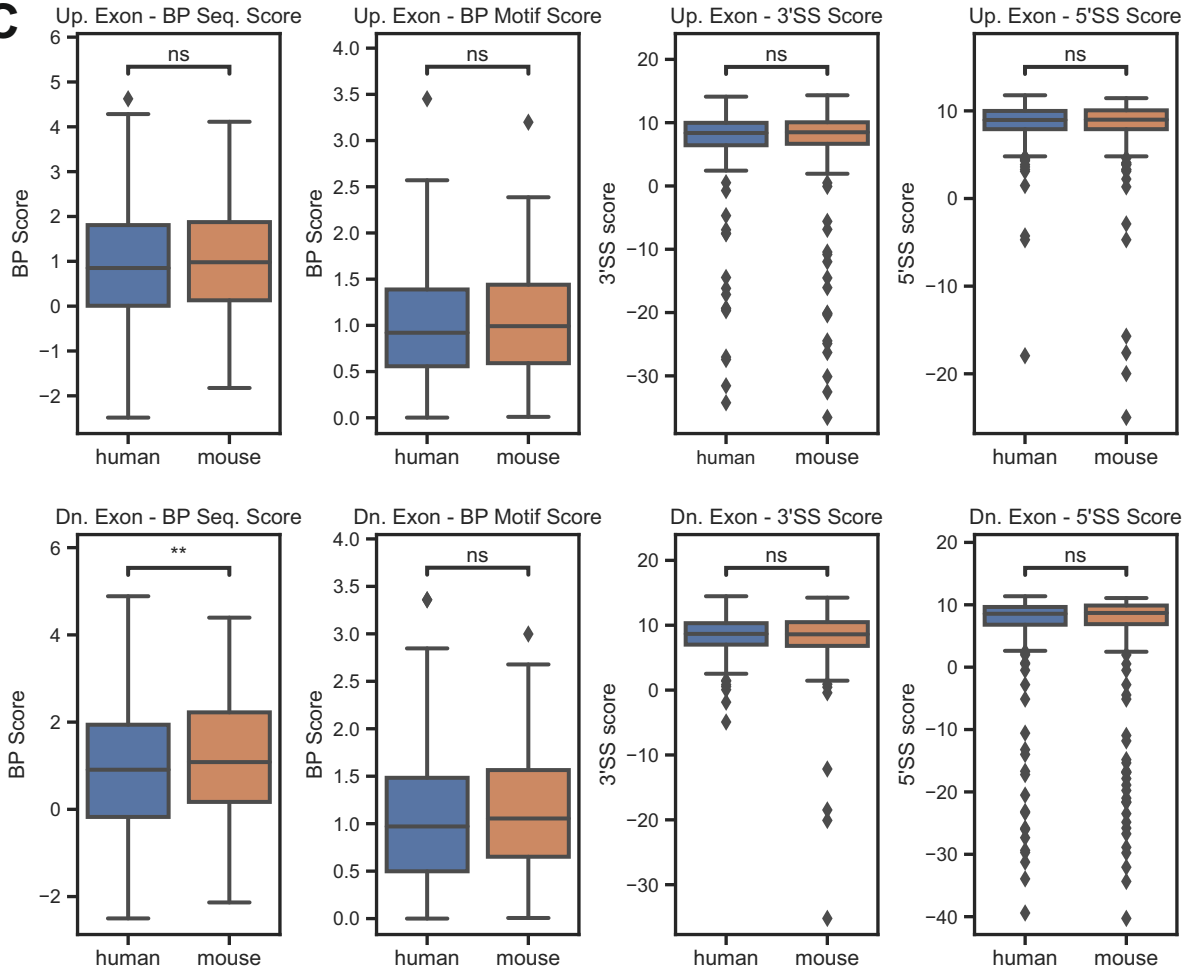 C
Up. Exon - BP Seq. Score
6
5
4
3
2
1
0
−1
−2
BP Score
ns
human
mouse
Up. Exon - BP Motif Score
4.0
3.5
3.0
2.5
2.0
1.5
1.0
0.5
0.0
BP Score
ns
human
mouse
Up. Exon - 3'SS Score
20
10
0
−10
−20
−30
3'SS score
ns
human
mouse
Up. Exon - 5'SS Score
10
0
−10
−20
5'SS score
ns
human
mouse
Dn. Exon - BP Seq. Score
6
4
2
0
−2
BP Score
**
human
mouse
Dn. Exon - BP Motif Score
4.0
3.5
3.0
2.5
2.0
1.5
1.0
0.5
0.0
BP Score
ns
human
mouse
Dn. Exon - 3'SS Score
20
10
0
−10
−20
−30
3'SS score
ns
human
mouse
Dn. Exon - 5'SS Score
20
10
0
−10
−20
−30
−40
5'SS score
ns
human
mouse